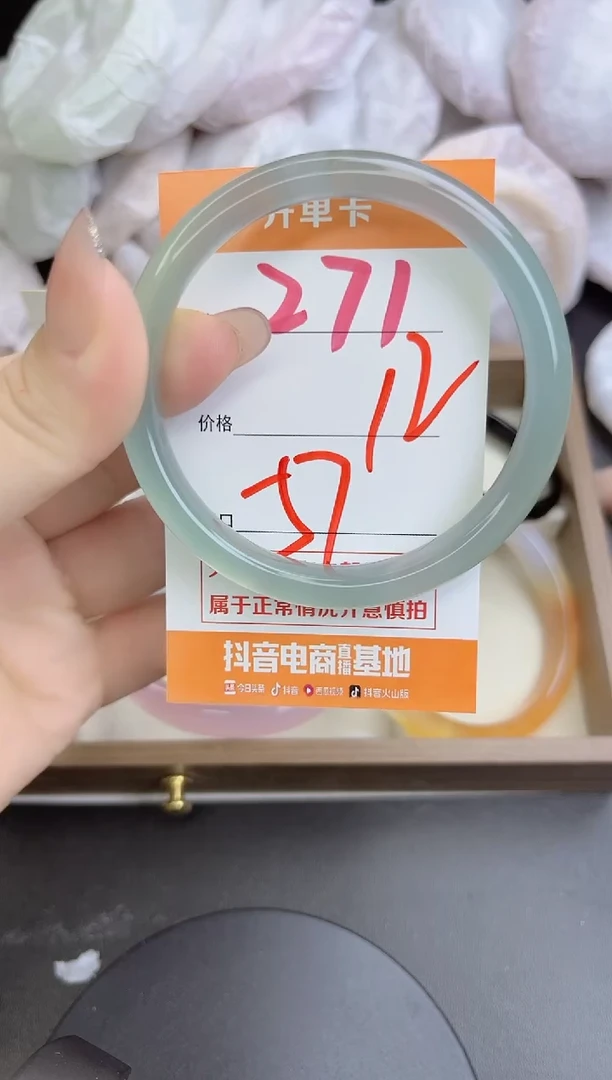 开单卡
271
价格
12
57
属于正常情况介意慎拍
抖音电商直播基地
今日头条 抖音 西瓜视频 抖音火山版